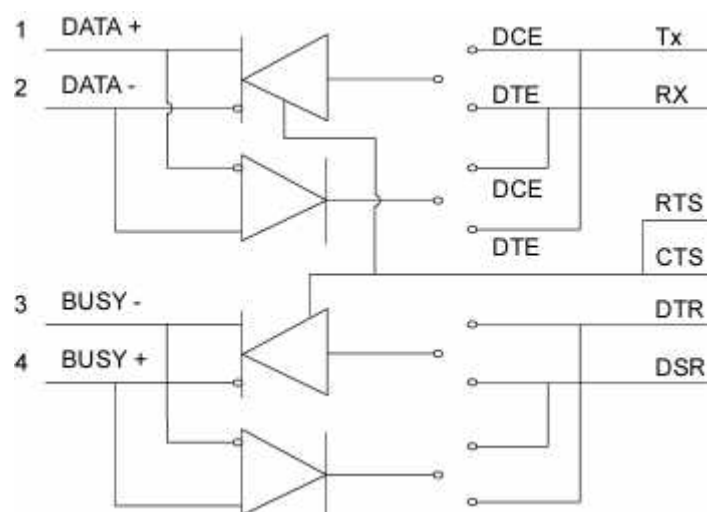 1 DATA + DCE Tx
2 DATA - DTE RX
DCE
RTS
DTE
CTS
3 BUSY - DTR
4 BUSY + DSR